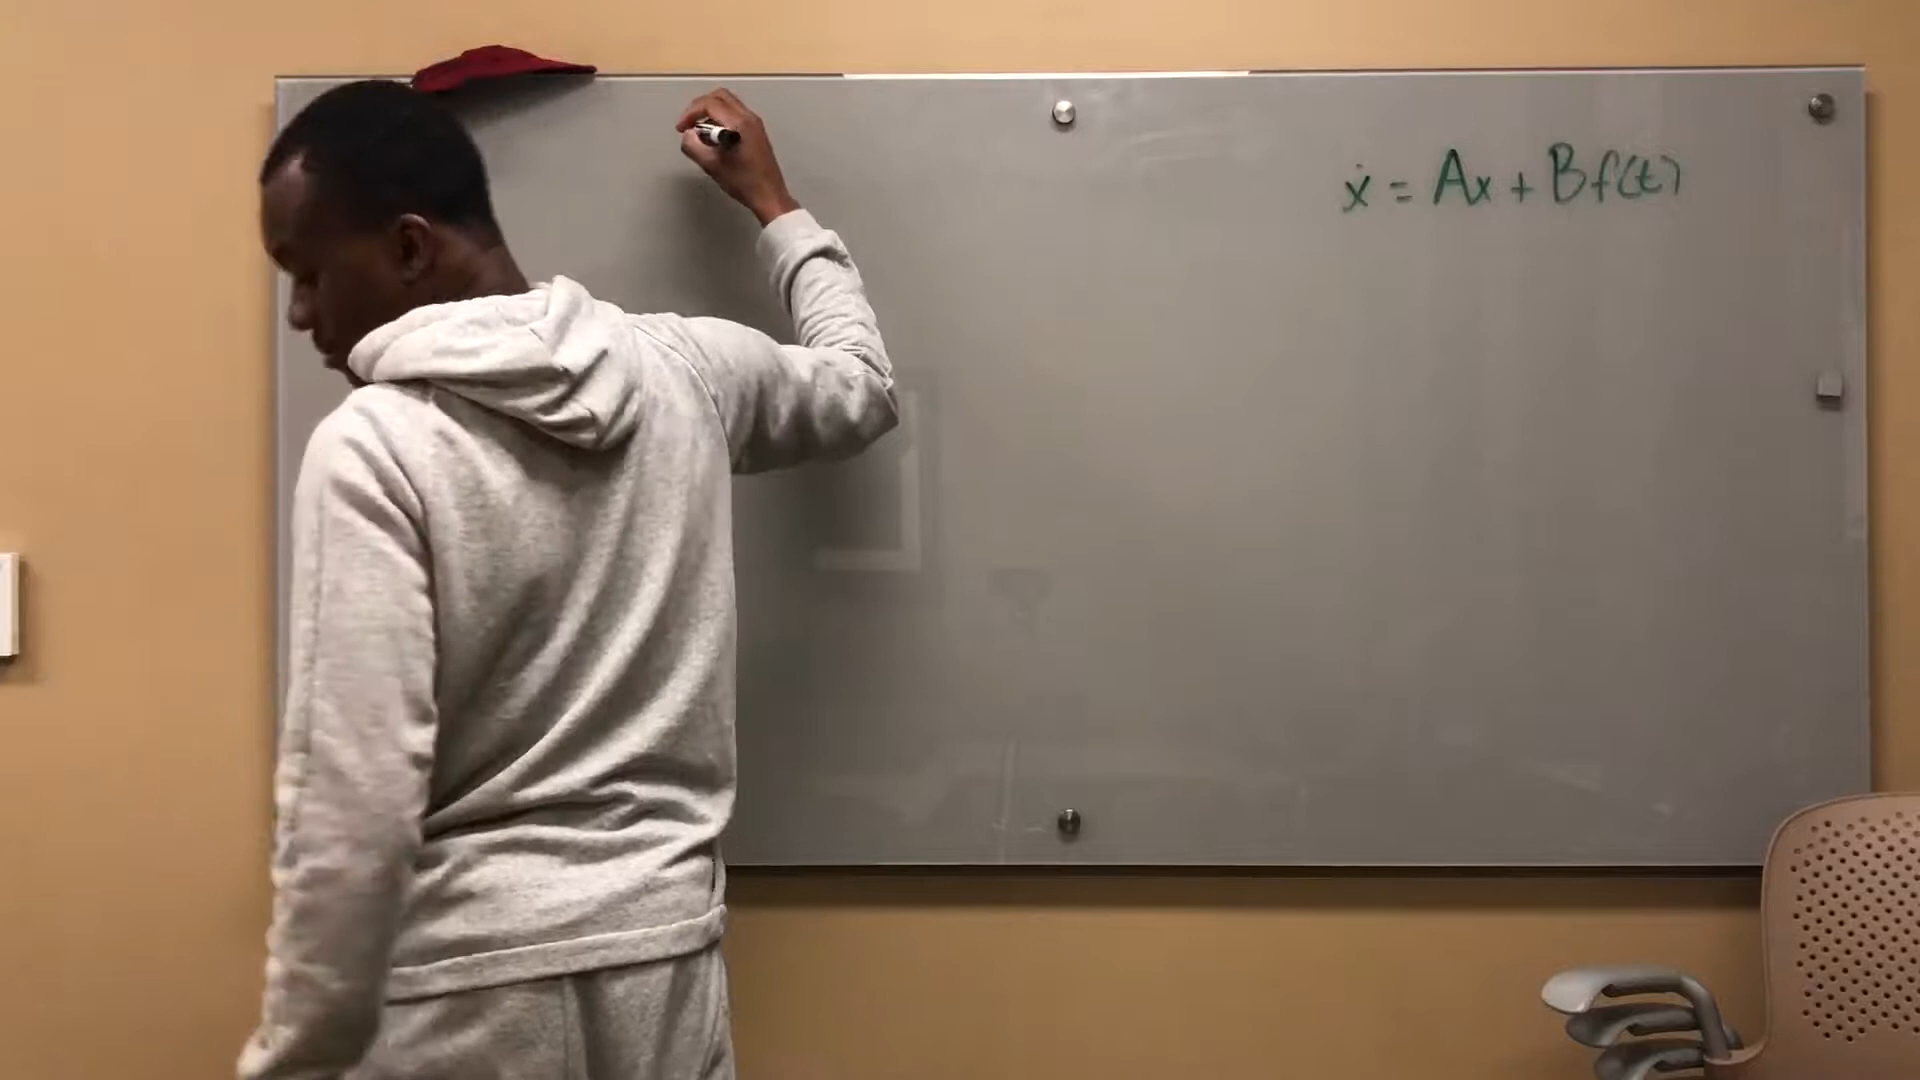 ẋ = Ax + Bf(t)